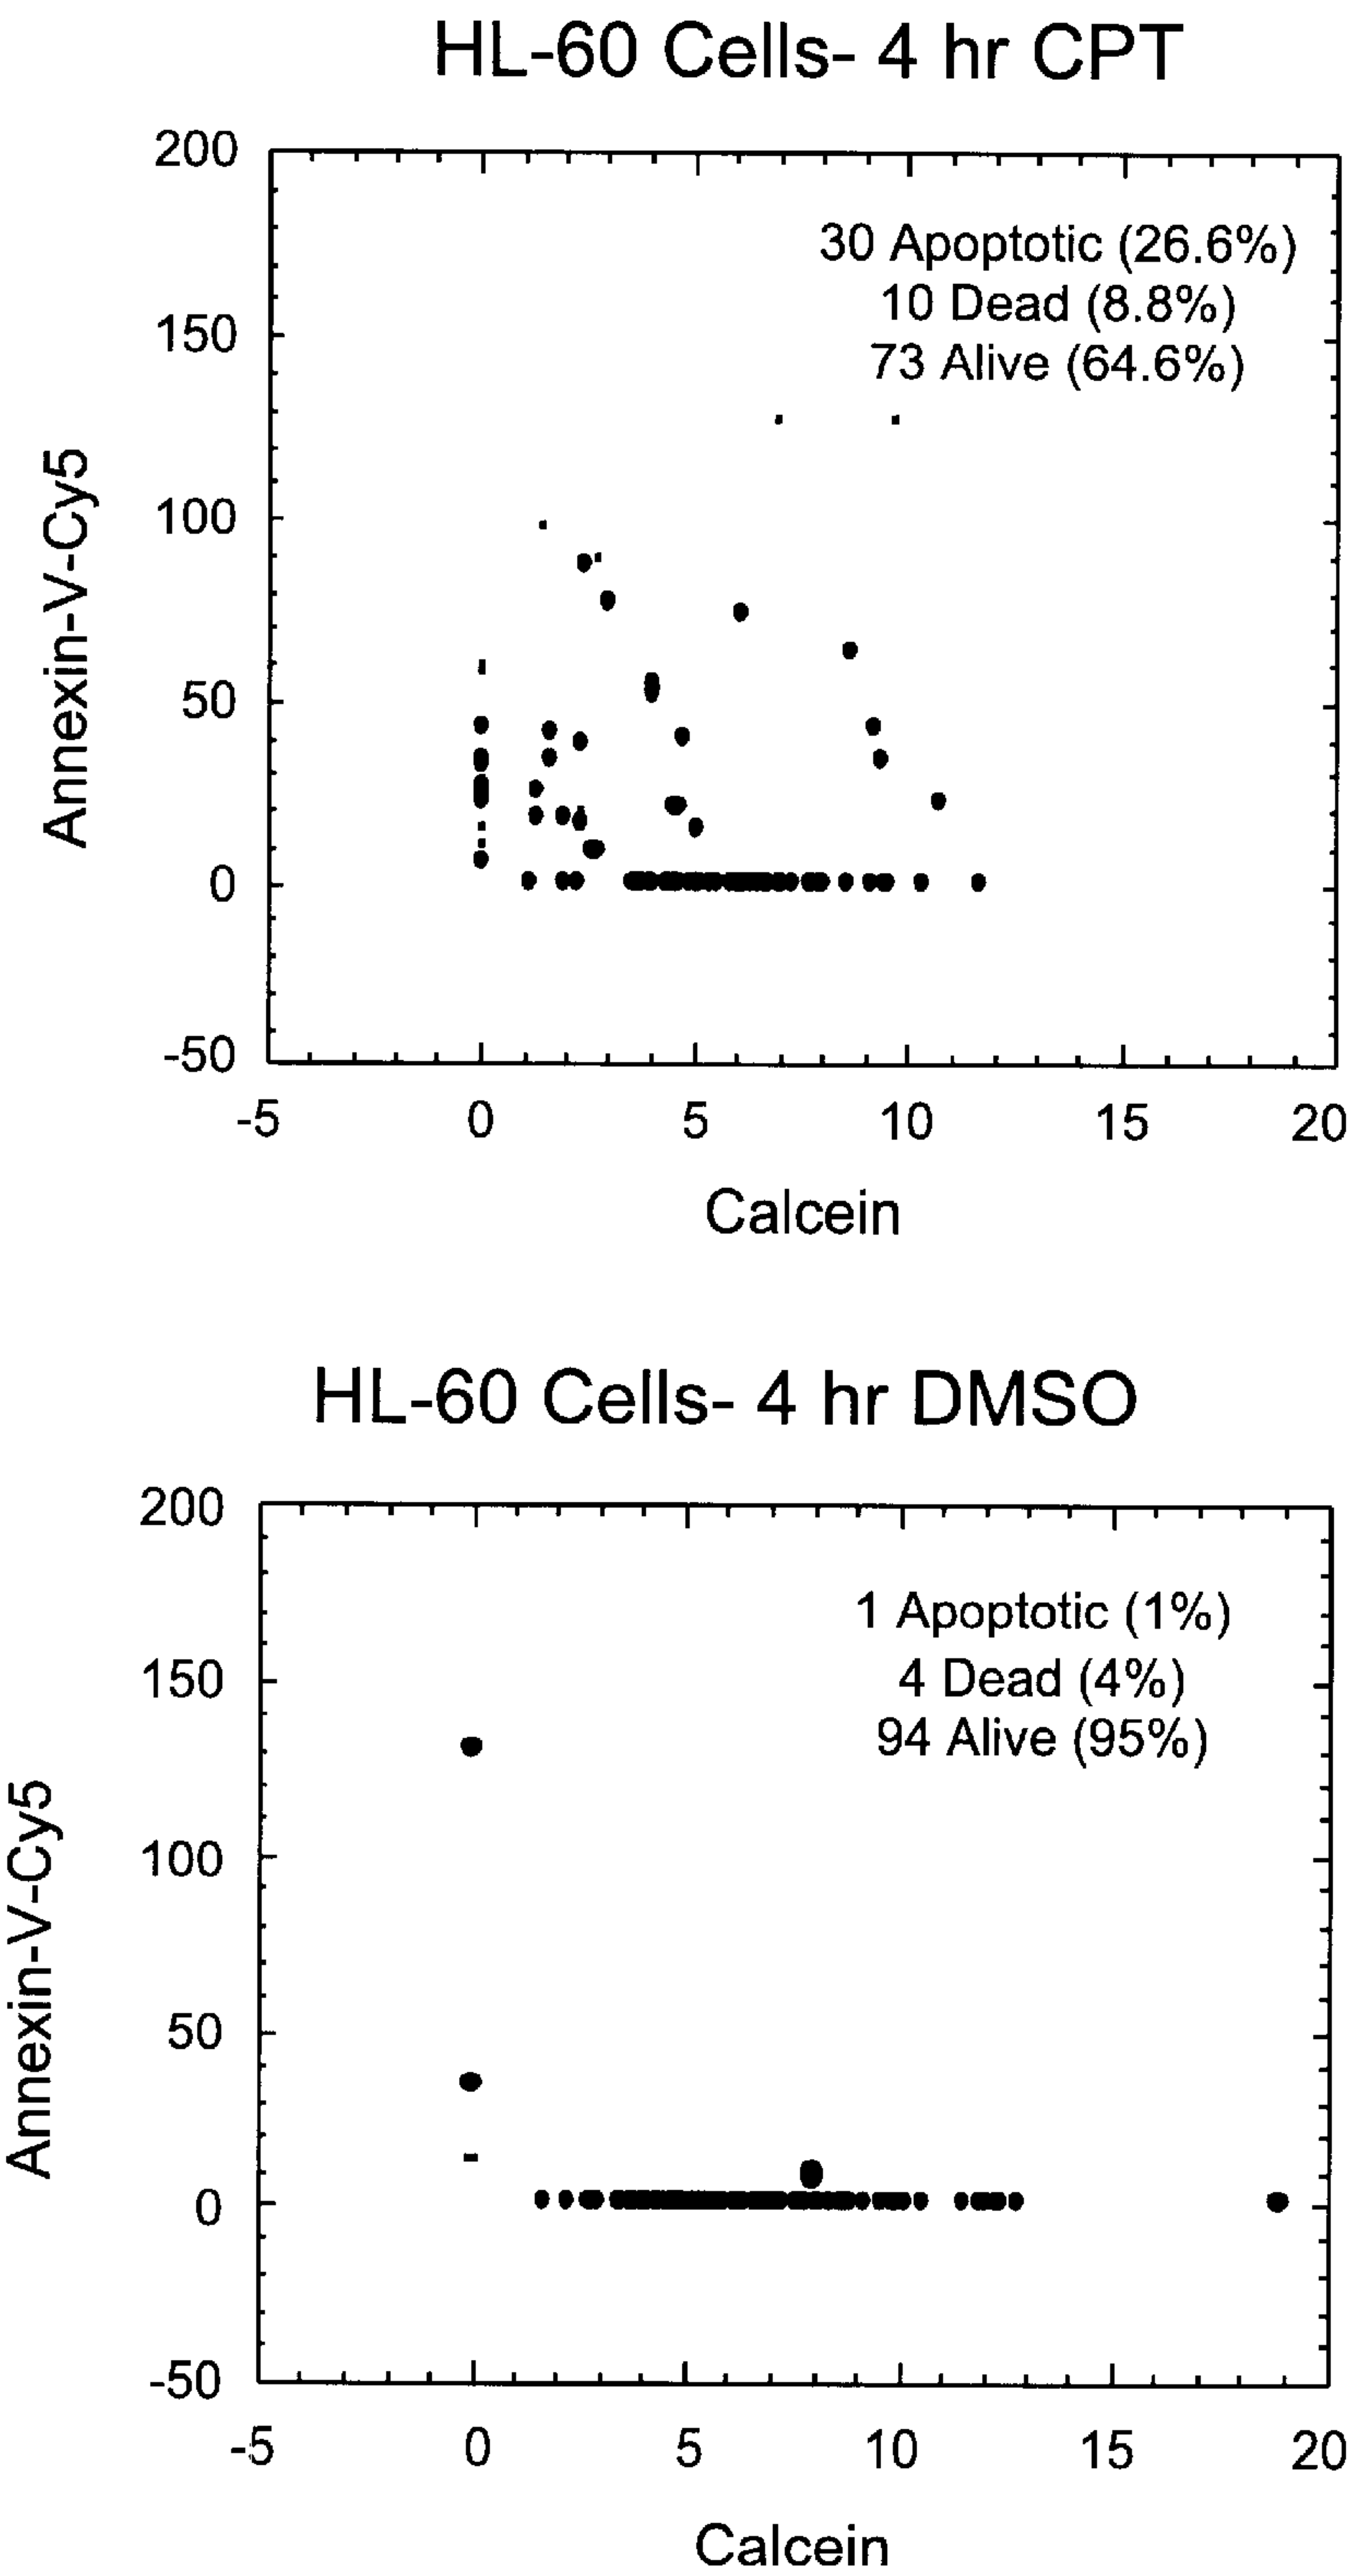 HL-60 Cells- 4 hr CPT
200
30 Apoptotic (26.6%)
10 Dead (8.8%)
73 Alive (64.6%)
150
100
50
0
-50
Annexin-V-Cy5
-5 0 5 10 15 20
Calcein
HL-60 Cells- 4 hr DMSO
200
1 Apoptotic (1%)
4 Dead (4%)
94 Alive (95%)
150
100
50
0
-50
Annexin-V-Cy5
-5 0 5 10 15 20
Calcein